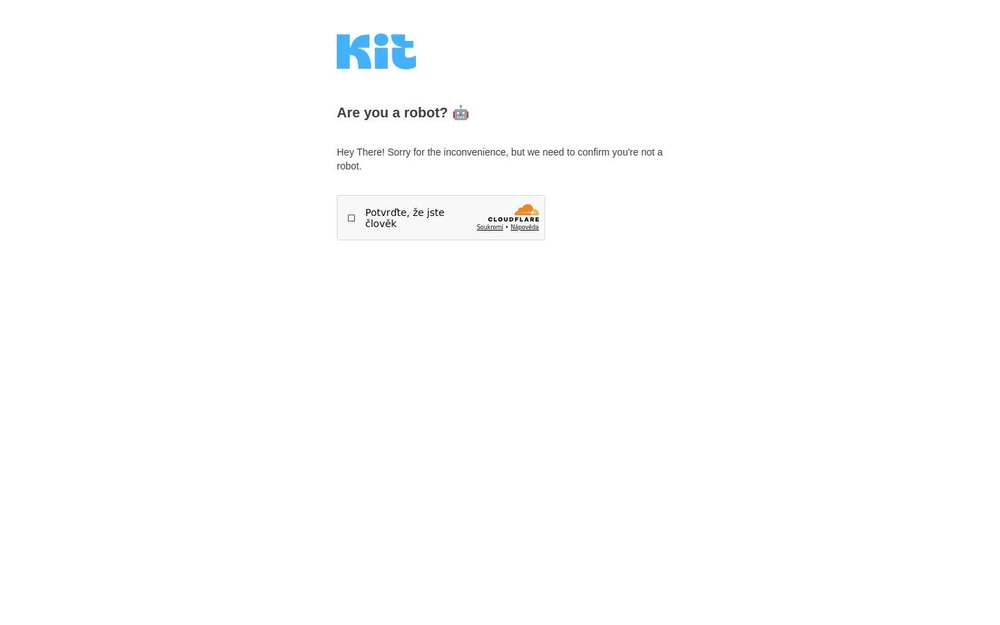 Kit
Are you a robot? 🤖
Hey There! Sorry for the inconvenience, but we need to confirm you're not a
robot.
Potvrďte, že jste
člověk
CLOUDFLARE
Soukromí • Nápověda